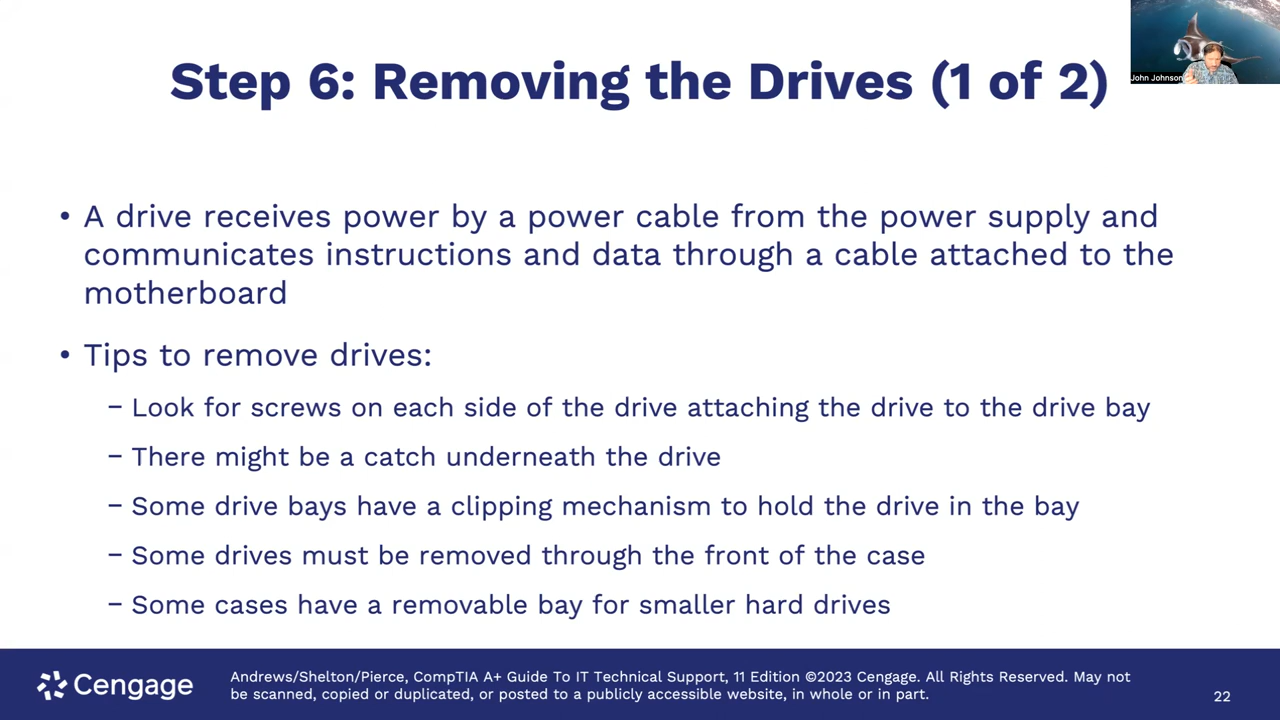 Step 6: Removing the Drives (1 of 2)
John Johnson
• A drive receives power by a power cable from the power supply and
communicates instructions and data through a cable attached to the
motherboard
• Tips to remove drives:
− Look for screws on each side of the drive attaching the drive to the drive bay
− There might be a catch underneath the drive
− Some drive bays have a clipping mechanism to hold the drive in the bay
− Some drives must be removed through the front of the case
− Some cases have a removable bay for smaller hard drives
Cengage
Andrews/Shelton/Pierce, CompTIA A+ Guide To IT Technical Support, 11 Edition ©2023 Cengage. All Rights Reserved. May not
be scanned, copied or duplicated, or posted to a publicly accessible website, in whole or in part.
22